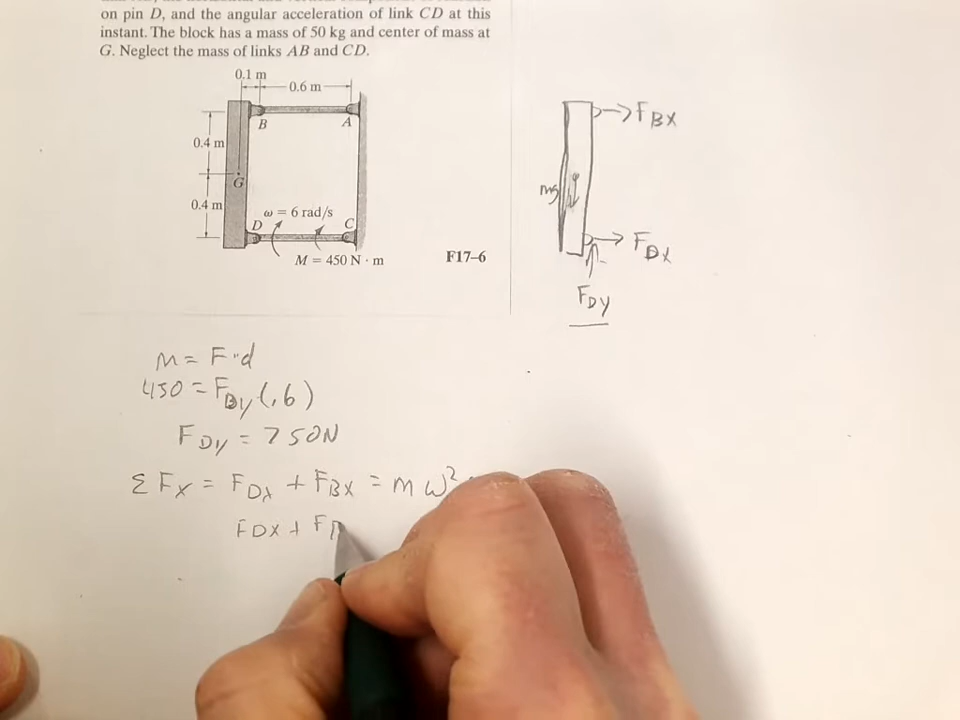 on pin D, and the angular acceleration of link CD at this
instant. The block has a mass of 50 kg and center of mass at
G. Neglect the mass of links AB and CD.
0.1 m
0.6 m
B
A
0.4 m
G
0.4 m
ω = 6 rad/s
D
C
M = 450 N · m
F17–6
FBX
mg
FDX
FDY
M = F·d
450 = FDY(.6)
FDY = 750N
Σ FX = FDX + FBX = m ω²
FDX + F